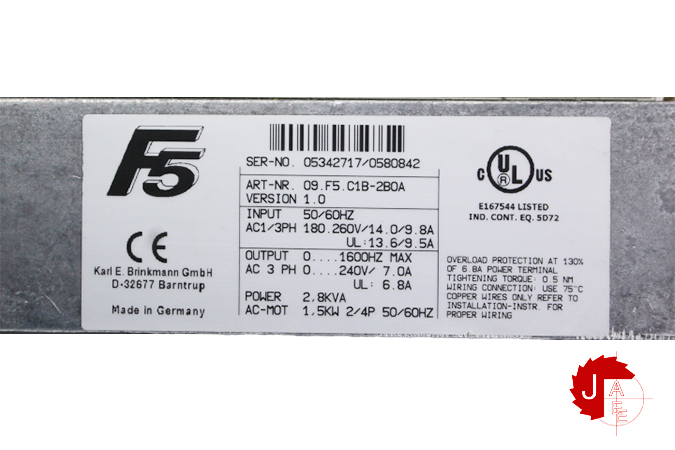 F5
SER-NO. 05342717/0580842
ART-NR. 09.F5.C1B-2B0A
VERSION 1.0
INPUT 50/60HZ
AC1/3PH 180.260V/14.0/9.8A
UL:13.6/9.5A
OUTPUT 0....1600HZ MAX
AC 3 PH 0....240V/ 7.0A
UL: 6.8A
POWER 2.8KVA
AC-MOT 1,5KW 2/4P 50/60HZ
CE
Karl E. Brinkmann GmbH
D-32677 Barntrup
Made in Germany
C UL US
E167544 LISTED
IND. CONT. EQ. 5D72
OVERLOAD PROTECTION AT 130%
OF 6.8A POWER TERMINAL
TIGHTENING TORQUE: 0.5 NM
WIRING CONNECTION: USE 75°C
COPPER WIRES ONLY REFER TO
INSTALLATION-INSTR. FOR
PROPER WIRING
JAEE